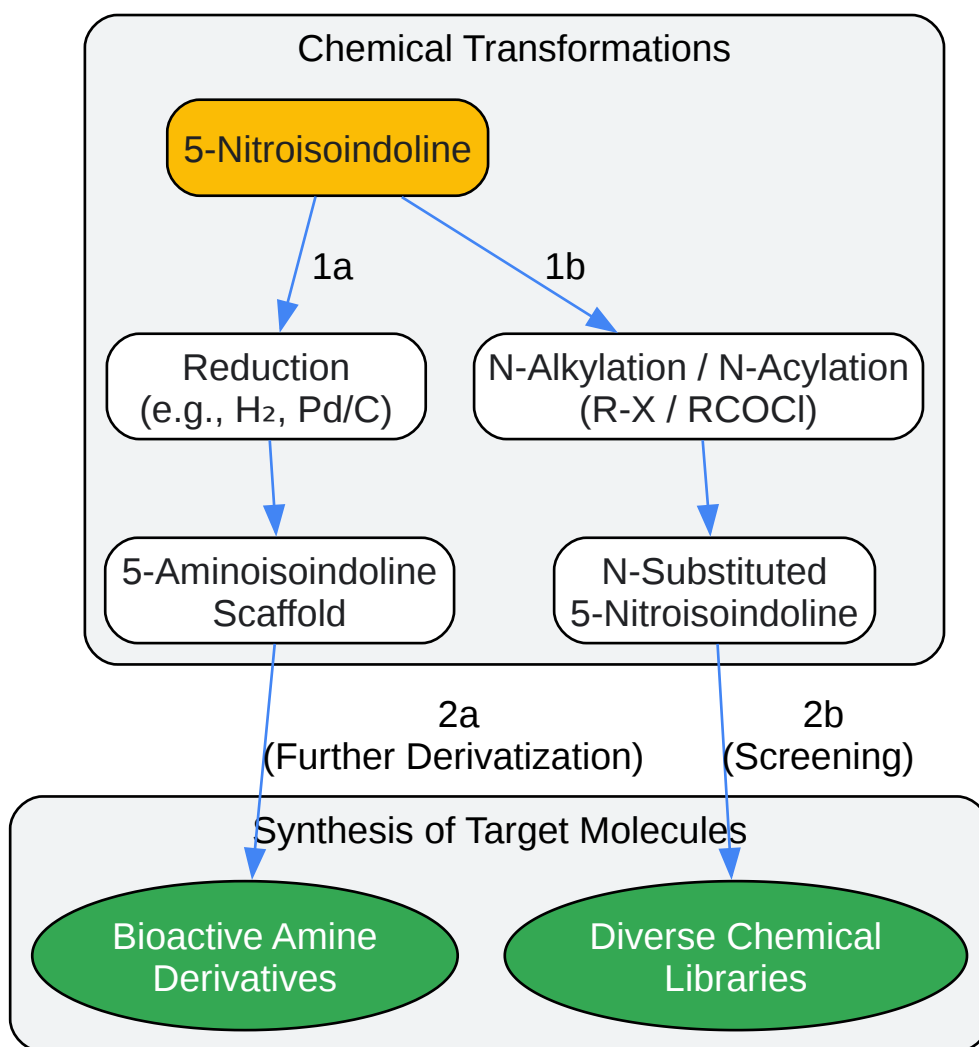 Chemical Transformations
5-Nitroisoindoline
1a
1b
Reduction
(e.g., H₂, Pd/C)
N-Alkylation / N-Acylation
(R-X / RCOCl)
5-Aminoisoindoline
Scaffold
N-Substituted
5-Nitroisoindoline
2a
(Further Derivatization)
2b
(Screening)
Synthesis of Target Molecules
Bioactive Amine
Derivatives
Diverse Chemical
Libraries